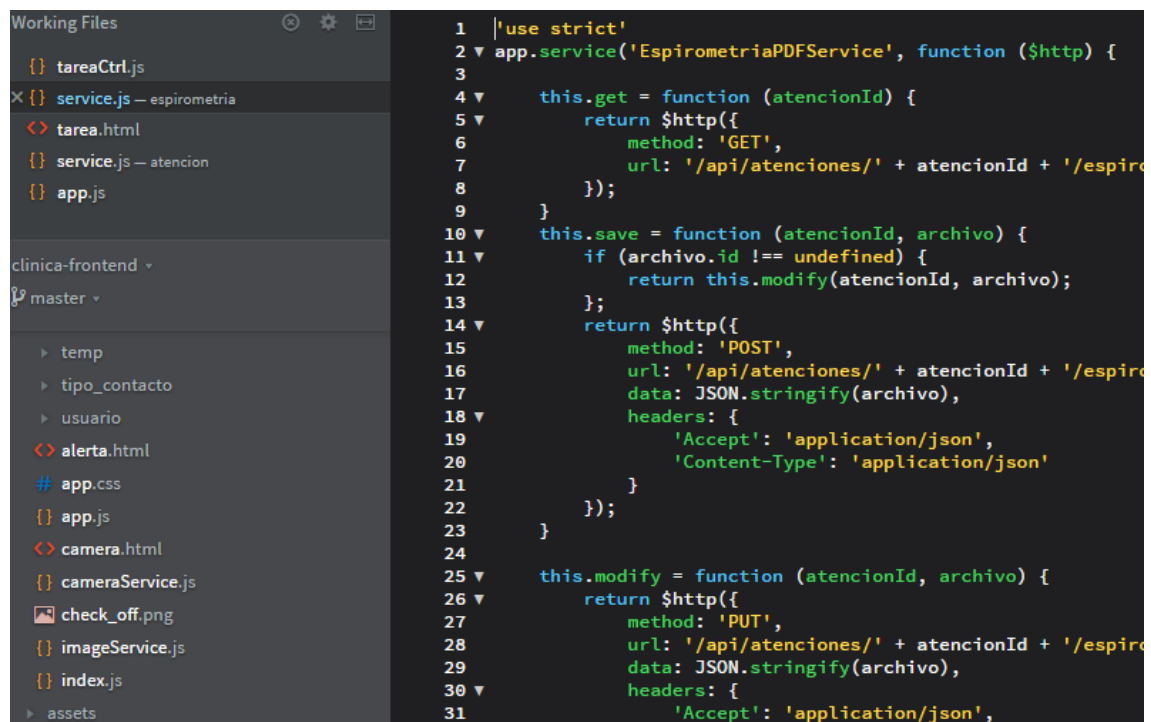 Working Files
{} tareaCtrl.js
× {} service.js — espirometria
<> tarea.html
{} service.js — atencion
{} app.js
clinica-frontend
master
temp
tipo_contacto
usuario
<> alerta.html
# app.css
{} app.js
<> camera.html
{} cameraService.js
check_off.png
{} imageService.js
{} index.js
assets
1 'use strict'
2 app.service('EspirometriaPDFService', function ($http) {
3
4 this.get = function (atencionId) {
5 return $http({
6 method: 'GET',
7 url: '/api/atenciones/' + atencionId + '/espiro
8 });
9 }
10 this.save = function (atencionId, archivo) {
11 if (archivo.id !== undefined) {
12 return this.modify(atencionId, archivo);
13 };
14 return $http({
15 method: 'POST',
16 url: '/api/atenciones/' + atencionId + '/espiro
17 data: JSON.stringify(archivo),
18 headers: {
19 'Accept': 'application/json',
20 'Content-Type': 'application/json'
21 }
22 });
23 }
24
25 this.modify = function (atencionId, archivo) {
26 return $http({
27 method: 'PUT',
28 url: '/api/atenciones/' + atencionId + '/espiro
29 data: JSON.stringify(archivo),
30 headers: {
31 'Accept': 'application/json',